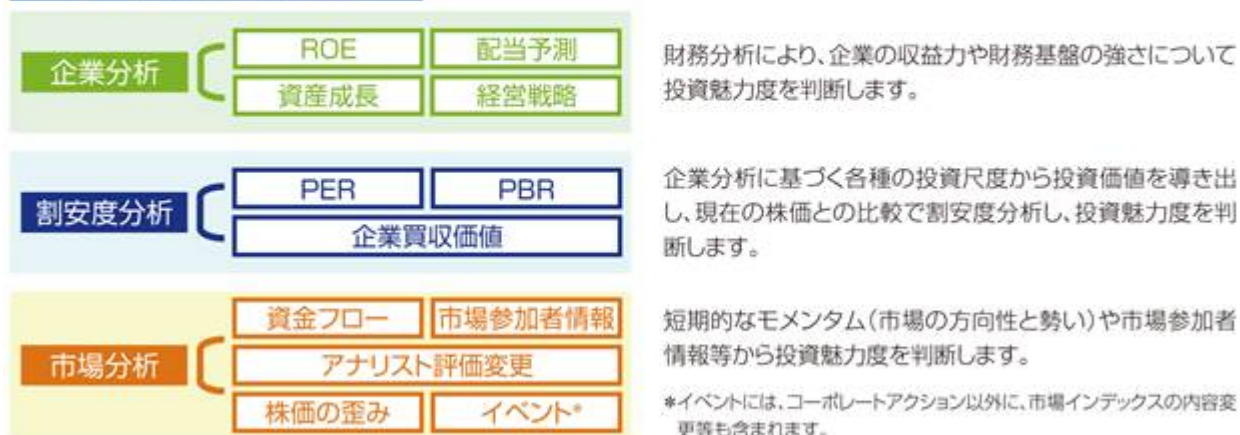 企業分析
ROE
配当予測
資産成長
経営戦略
財務分析により、企業の収益力や財務基盤の強さについて
投資魅力度を判断します。
割安度分析
PER
PBR
企業買収価値
企業分析に基づく各種の投資尺度から投資価値を導き出
し、現在の株価との比較で割安度分析し、投資魅力度を判
断します。
市場分析
資金フロー
市場参加者情報
アナリスト評価変更
株価の歪み
イベント*
短期的なモメンタム(市場の方向性と勢い)や市場参加者
情報等から投資魅力度を判断します。
*イベントには、コーポレートアクション以外に、市場インデックスの内容変
更等も含まれます。